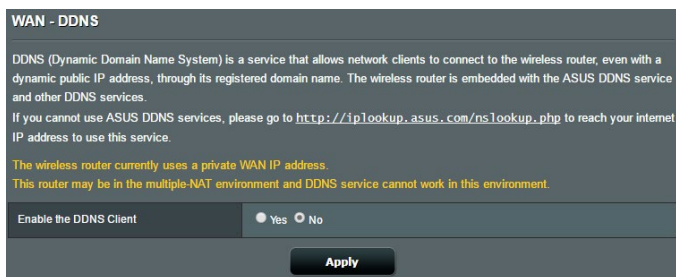 WAN - DDNS
DDNS (Dynamic Domain Name System) is a service that allows network clients to connect to the wireless router, even with a
dynamic public IP address, through its registered domain name. The wireless router is embedded with the ASUS DDNS service
and other DDNS services.
If you cannot use ASUS DDNS services, please go to http://iplookup.asus.com/nslookup.php to reach your internet
IP address to use this service.
The wireless router currently uses a private WAN IP address.
This router may be in the multiple-NAT environment and DDNS service cannot work in this environment.
Enable the DDNS Client Yes No
Apply